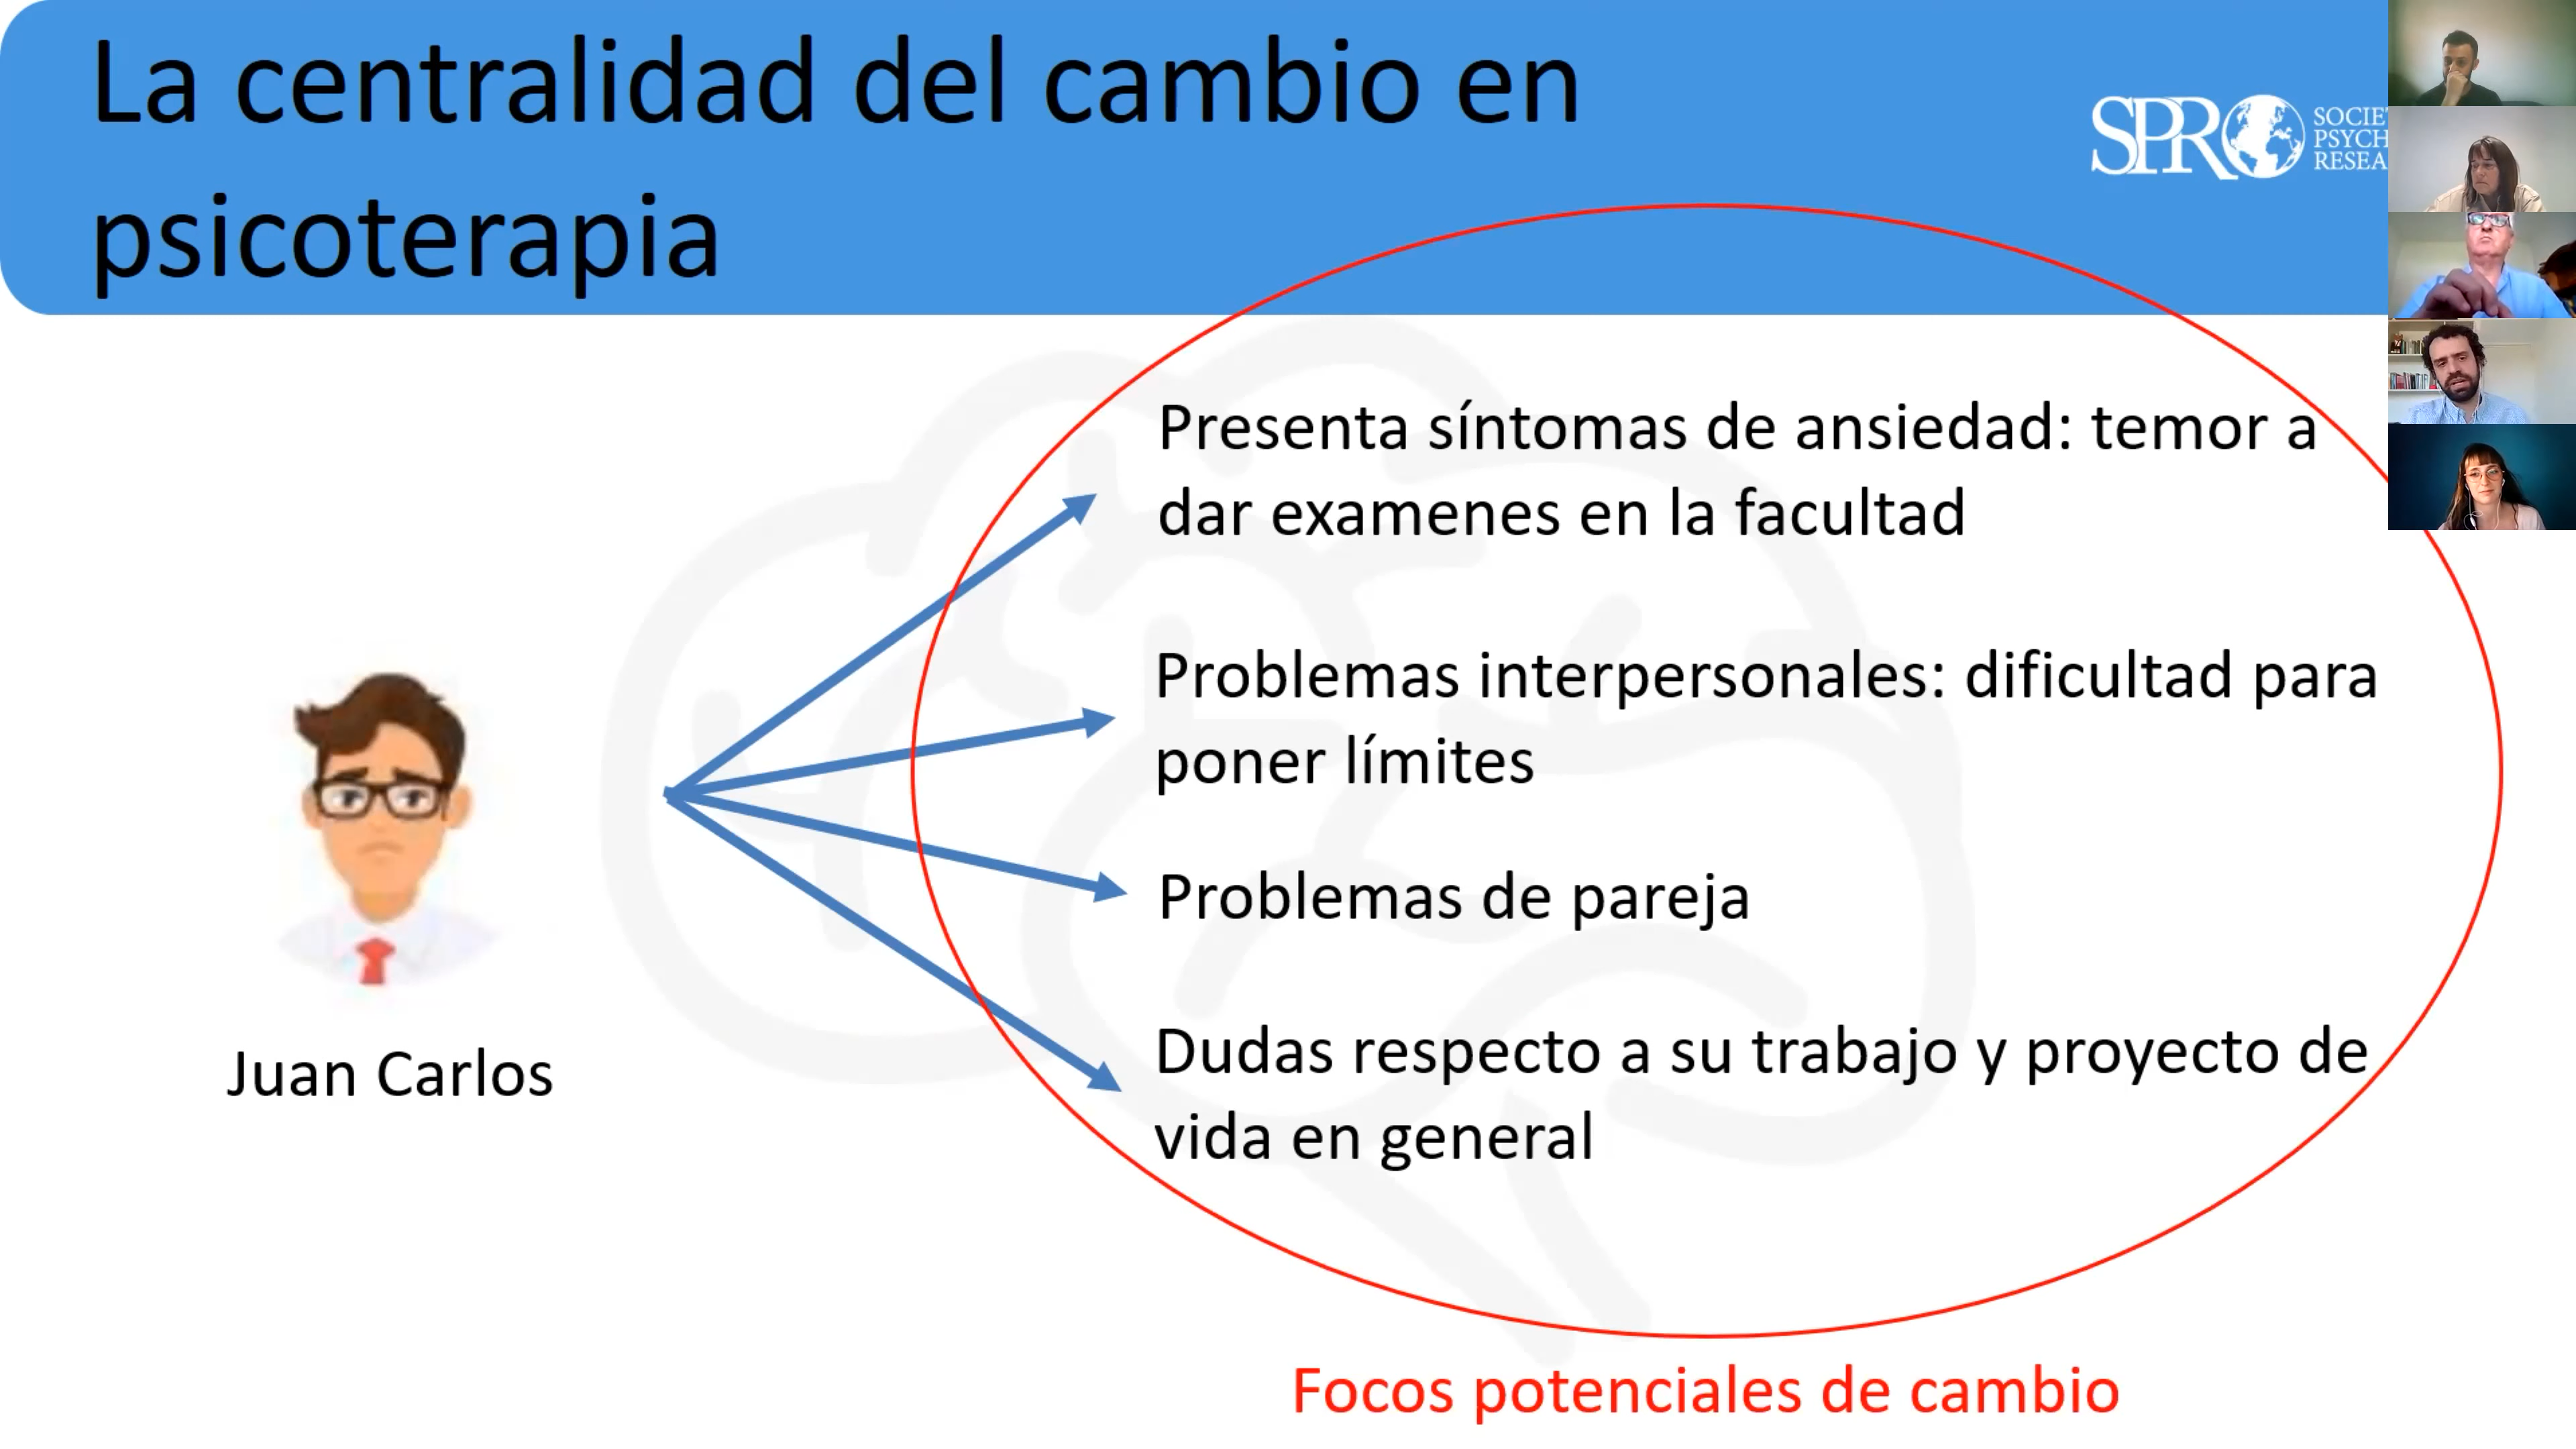 La centralidad del cambio en
psicoterapia
SPR
Presenta síntomas de ansiedad: temor a
dar examenes en la facultad
Problemas interpersonales: dificultad para
poner límites
Problemas de pareja
Dudas respecto a su trabajo y proyecto de
vida en general
Juan Carlos
Focos potenciales de cambio